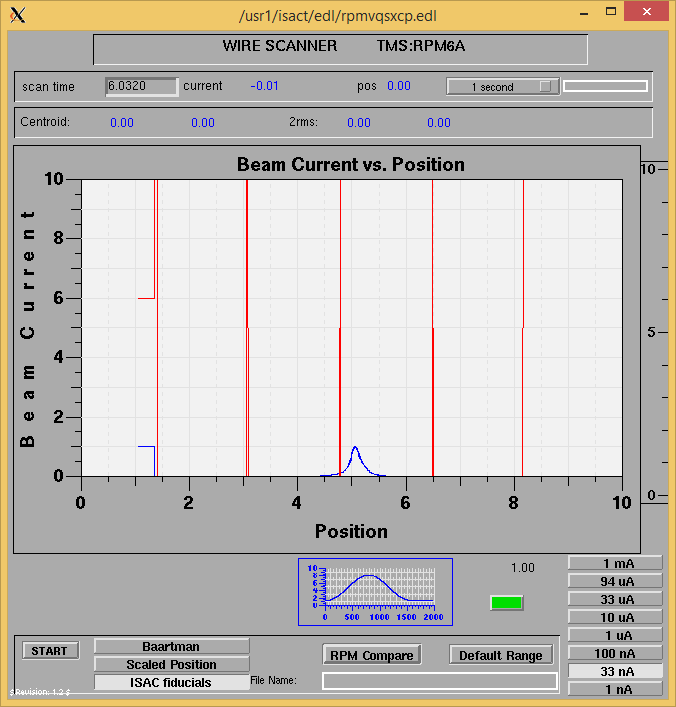 /usr1/isact/edl/rpmvqsxcp.edl
WIRE SCANNER TMS:RPM6A
scan time 6.0320 current -0.01 pos 0.00 1 second
Centroid: 0.00 0.00 2rms: 0.00 0.00
Beam Current vs. Position
10
8
6
4
2
0
Beam Current
0 2 4 6 8 10
Position
10
5
0
10
8
6
4
2
0
0 500 1000 1500 2000
1.00
1 mA
94 uA
33 uA
10 uA
1 uA
100 nA
33 nA
1 nA
START
Baartman
Scaled Position
ISAC fiducials
RPM Compare
Default Range
File Name:
$Revision: 1.2 $